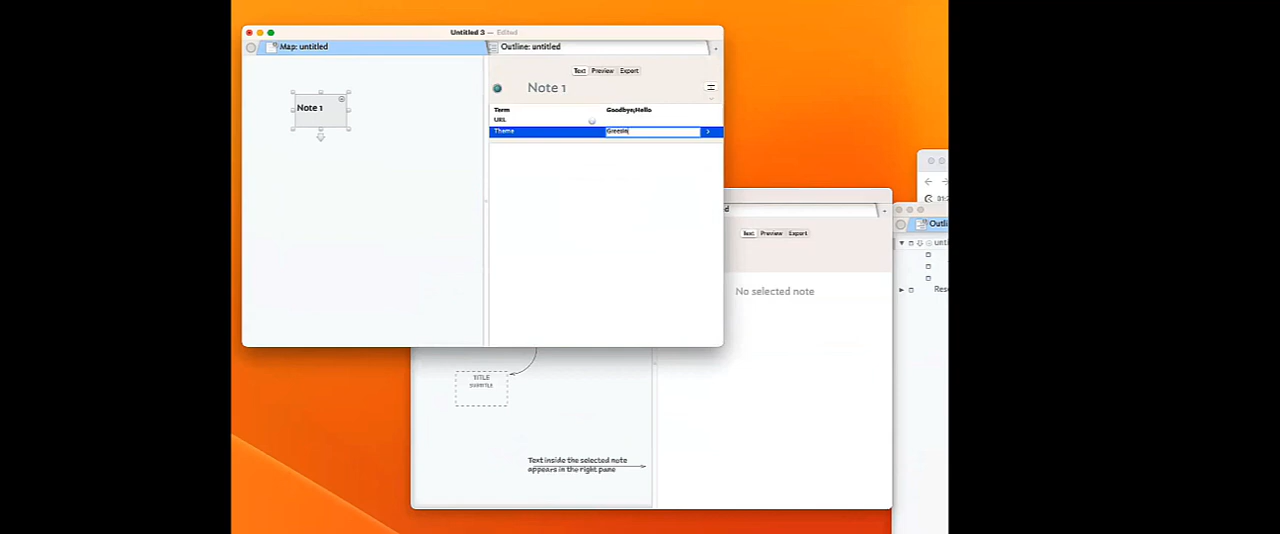 Untitled 3 — Edited
Map: untitled
Outline: untitled
Text Preview Export
Note 1
Note 1
Term Goodbye;Hello
URL
Theme
Text Preview Export
No selected note
TITLE
SUBTITLE
Text inside the selected note
appears in the right pane